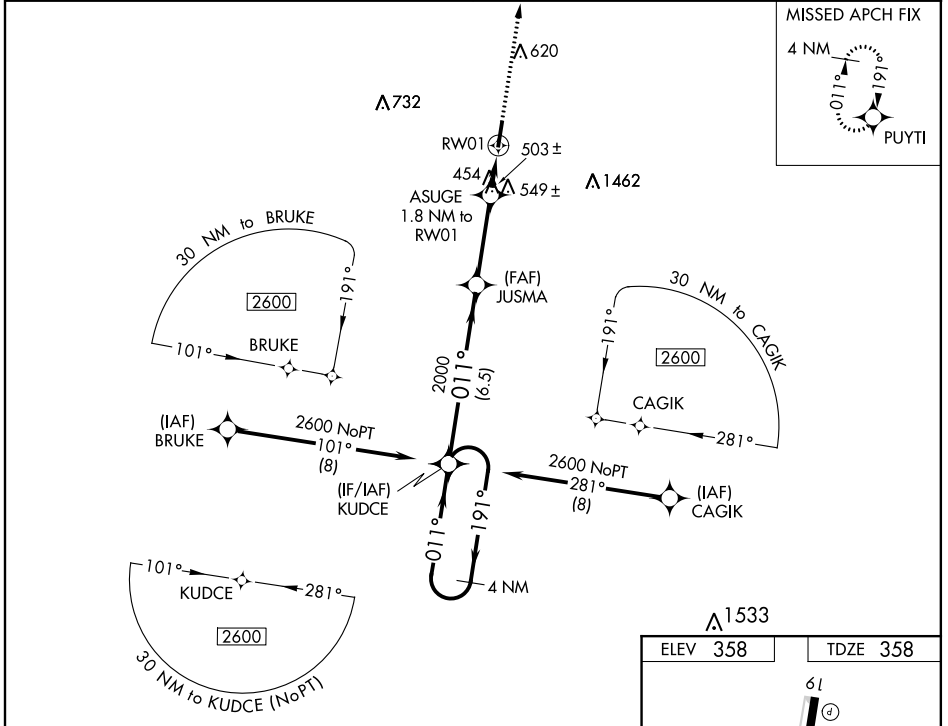 MISSED APCH FIX
4 NM
011°
191°
PUYTI
620
732
RW01
503 ±
454
549 ±
1462
ASUGE
1.8 NM to
RW01
(FAF)
JUSMA
30 NM to BRUKE
2600
191°
101°
BRUKE
30 NM to CAGIK
191°
2600
CAGIK
281°
2000
011°
(6.5)
(IAF)
BRUKE
2600 NoPT
101°
(8)
(IF/IAF)
KUDCE
2600 NoPT
281°
(8)
(IAF)
CAGIK
011°
191°
4 NM
101°
KUDCE
281°
2600
30 NM to KUDCE (NoPT)
1533
ELEV 358
TDZE 358
19
P